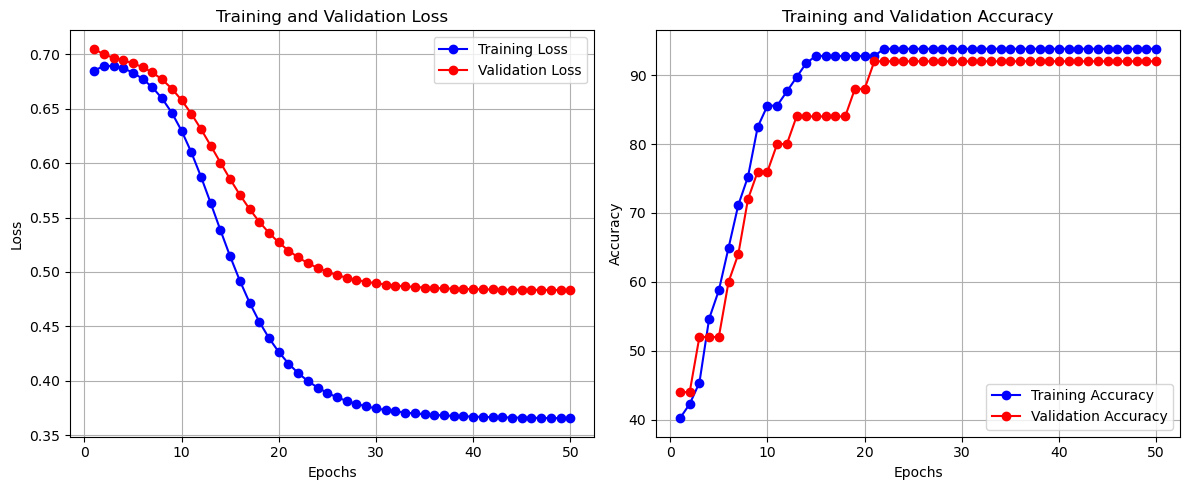 Training and Validation Loss
Training Loss
Validation Loss
0.70
0.65
0.60
0.55
0.50
0.45
0.40
0.35
Loss
0
10
20
30
40
50
Epochs
Training and Validation Accuracy
90
80
70
60
50
40
Accuracy
Training Accuracy
Validation Accuracy
0
10
20
30
40
50
Epochs